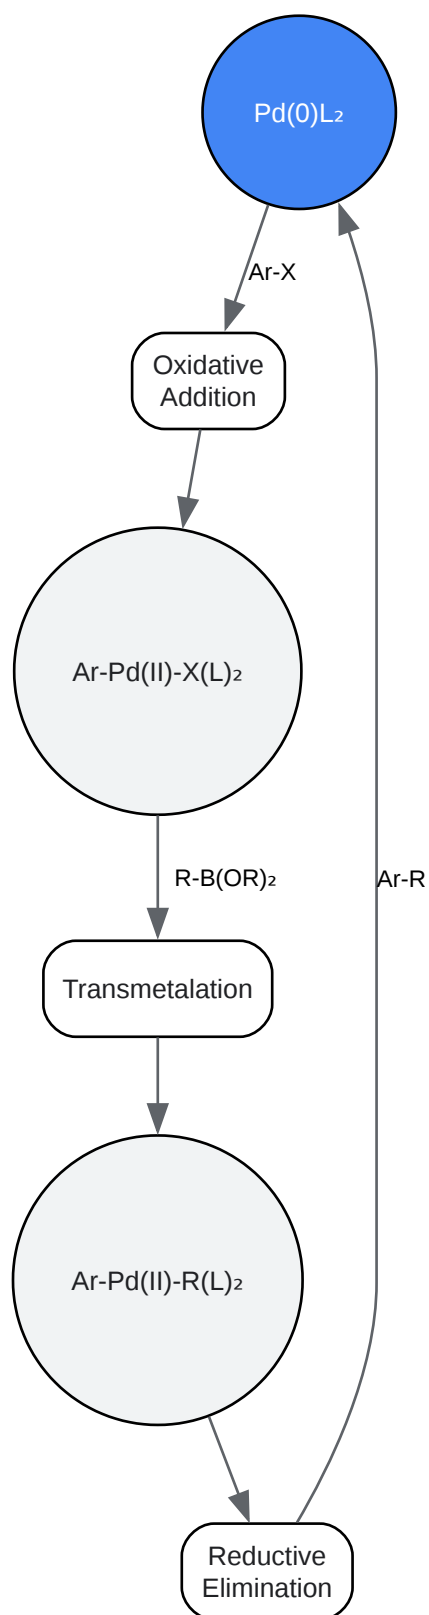 Pd(0)L₂
Ar-X
Oxidative
Addition
Ar-Pd(II)-X(L)₂
R-B(OR)₂
Ar-R
Transmetalation
Ar-Pd(II)-R(L)₂
Reductive
Elimination